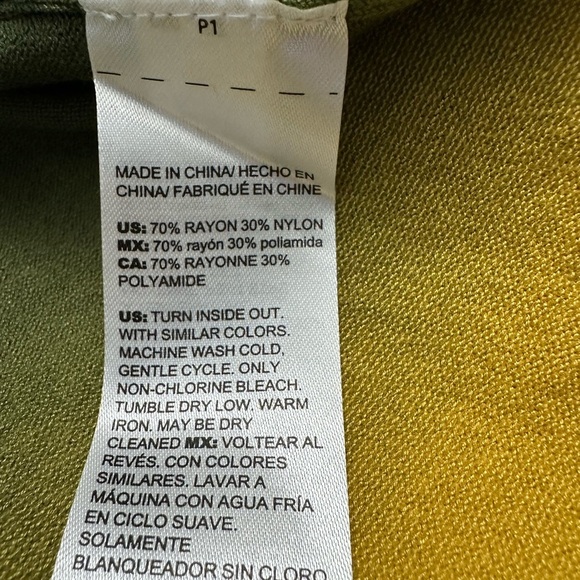 P1
MADE IN CHINA/ HECHO EN
CHINA/ FABRIQUÉ EN CHINE
US: 70% RAYON 30% NYLON
MX: 70% rayón 30% poliamida
CA: 70% RAYONNE 30%
POLYAMIDE
US: TURN INSIDE OUT.
WITH SIMILAR COLORS.
MACHINE WASH COLD,
GENTLE CYCLE. ONLY
NON-CHLORINE BLEACH.
TUMBLE DRY LOW. WARM
IRON. MAY BE DRY
CLEANED MX: VOLTEAR AL
REVÉS. CON COLORES
SIMILARES. LAVAR A
MÁQUINA CON AGUA FRÍA
EN CICLO SUAVE.
SOLAMENTE
BLANQUEADOR SIN CLORO